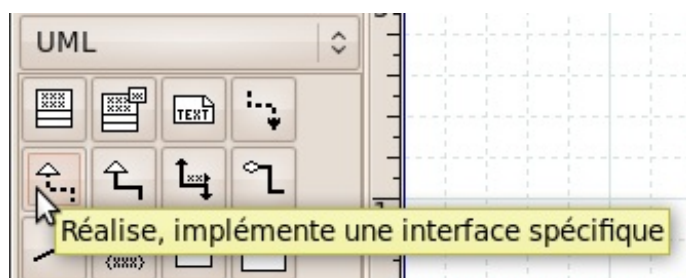 UML
TEXT
Réalise, implémente une interface spécifique